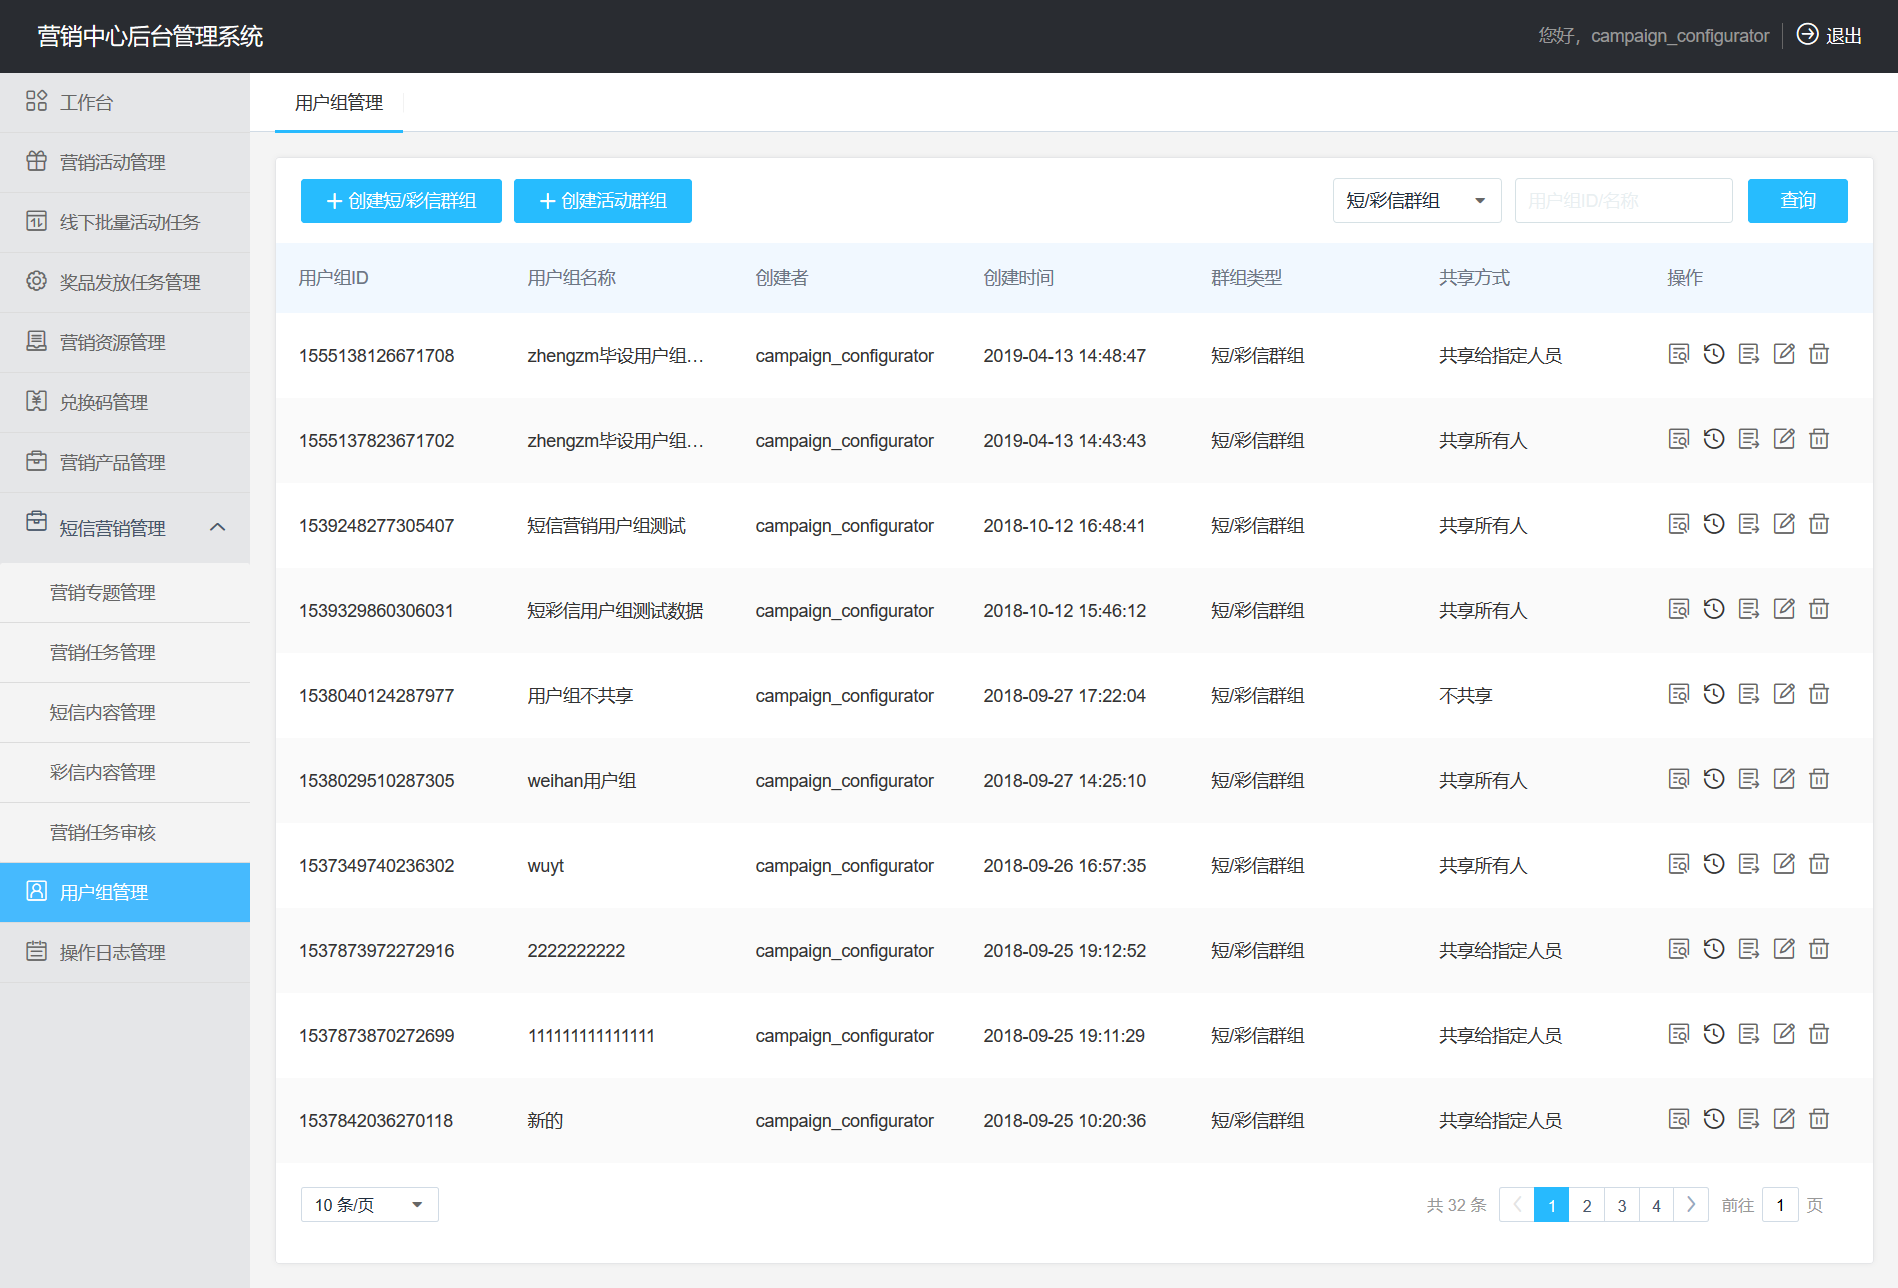 营销中心后台管理系统
您好，campaign_configurator
退出
工作台
营销活动管理
线下批量活动任务
奖品发放任务管理
营销资源管理
兑换码管理
营销产品管理
短信营销管理
营销专题管理
营销任务管理
短信内容管理
彩信内容管理
营销任务审核
用户组管理
操作日志管理
用户组管理
创建短/彩信群组
创建活动群组
短/彩信群组
用户组ID/名称
查询
用户组ID 用户组名称 创建者 创建时间 群组类型 共享方式 操作
1555138126671708 zhengzm毕设用户组… campaign_configurator 2019-04-13 14:48:47 短/彩信群组 共享给指定人员
1555137823671702 zhengzm毕设用户组… campaign_configurator 2019-04-13 14:43:43 短/彩信群组 共享所有人
1539248277305407 短信营销用户组测试 campaign_configurator 2018-10-12 16:48:41 短/彩信群组 共享所有人
1539329860306031 短彩信用户组测试数据 campaign_configurator 2018-10-12 15:46:12 短/彩信群组 共享所有人
1538040124287977 用户组不共享 campaign_configurator 2018-09-27 17:22:04 短/彩信群组 不共享
1538029510287305 weihan用户组 campaign_configurator 2018-09-27 14:25:10 短/彩信群组 共享所有人
1537349740236302 wuyt campaign_configurator 2018-09-26 16:57:35 短/彩信群组 共享所有人
1537873972272916 2222222222 campaign_configurator 2018-09-25 19:12:52 短/彩信群组 共享给指定人员
1537873870272699 111111111111111 campaign_configurator 2018-09-25 19:11:29 短/彩信群组 共享给指定人员
1537842036270118 新的 campaign_configurator 2018-09-25 10:20:36 短/彩信群组 共享给指定人员
10 条/页
共 32 条 1 2 3 4 前往 1 页